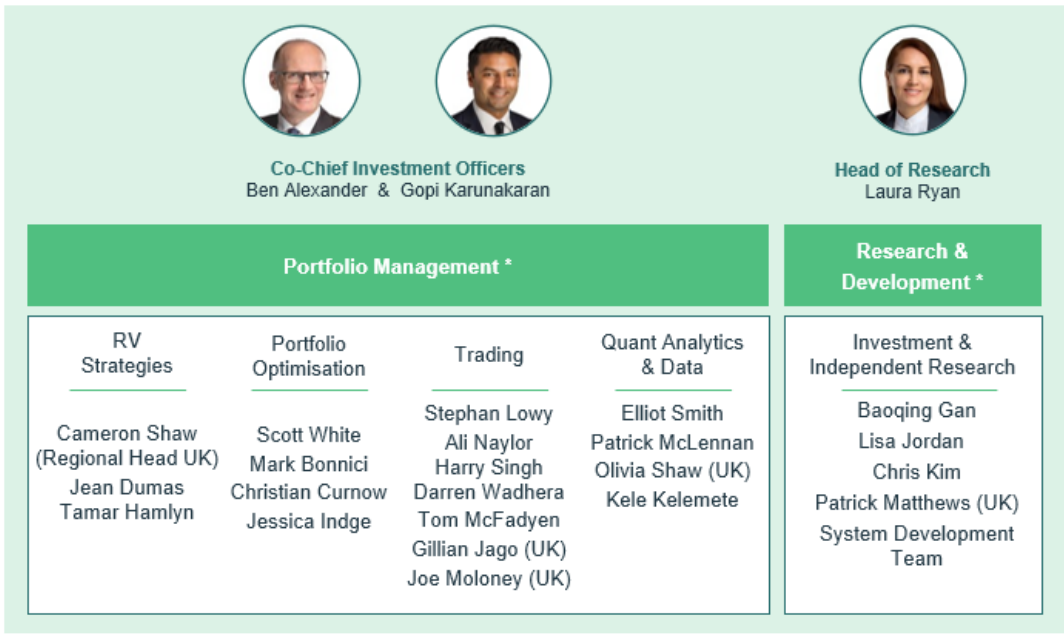 Co-Chief Investment Officers
Ben Alexander & Gopi Karunakaran
Head of Research
Laura Ryan
Portfolio Management *
Research &
Development *
RV
Strategies
Cameron Shaw
(Regional Head UK)
Jean Dumas
Tamar Hamlyn
Portfolio
Optimisation
Scott White
Mark Bonnici
Christian Curnow
Jessica Indge
Trading
Stephan Lowy
Ali Naylor
Harry Singh
Darren Wadhera
Tom McFadyen
Gillian Jago (UK)
Joe Moloney (UK)
Quant Analytics
& Data
Elliot Smith
Patrick McLennan
Olivia Shaw (UK)
Kele Kelemete
Investment &
Independent Research
Baoqing Gan
Lisa Jordan
Chris Kim
Patrick Matthews (UK)
System Development
Team